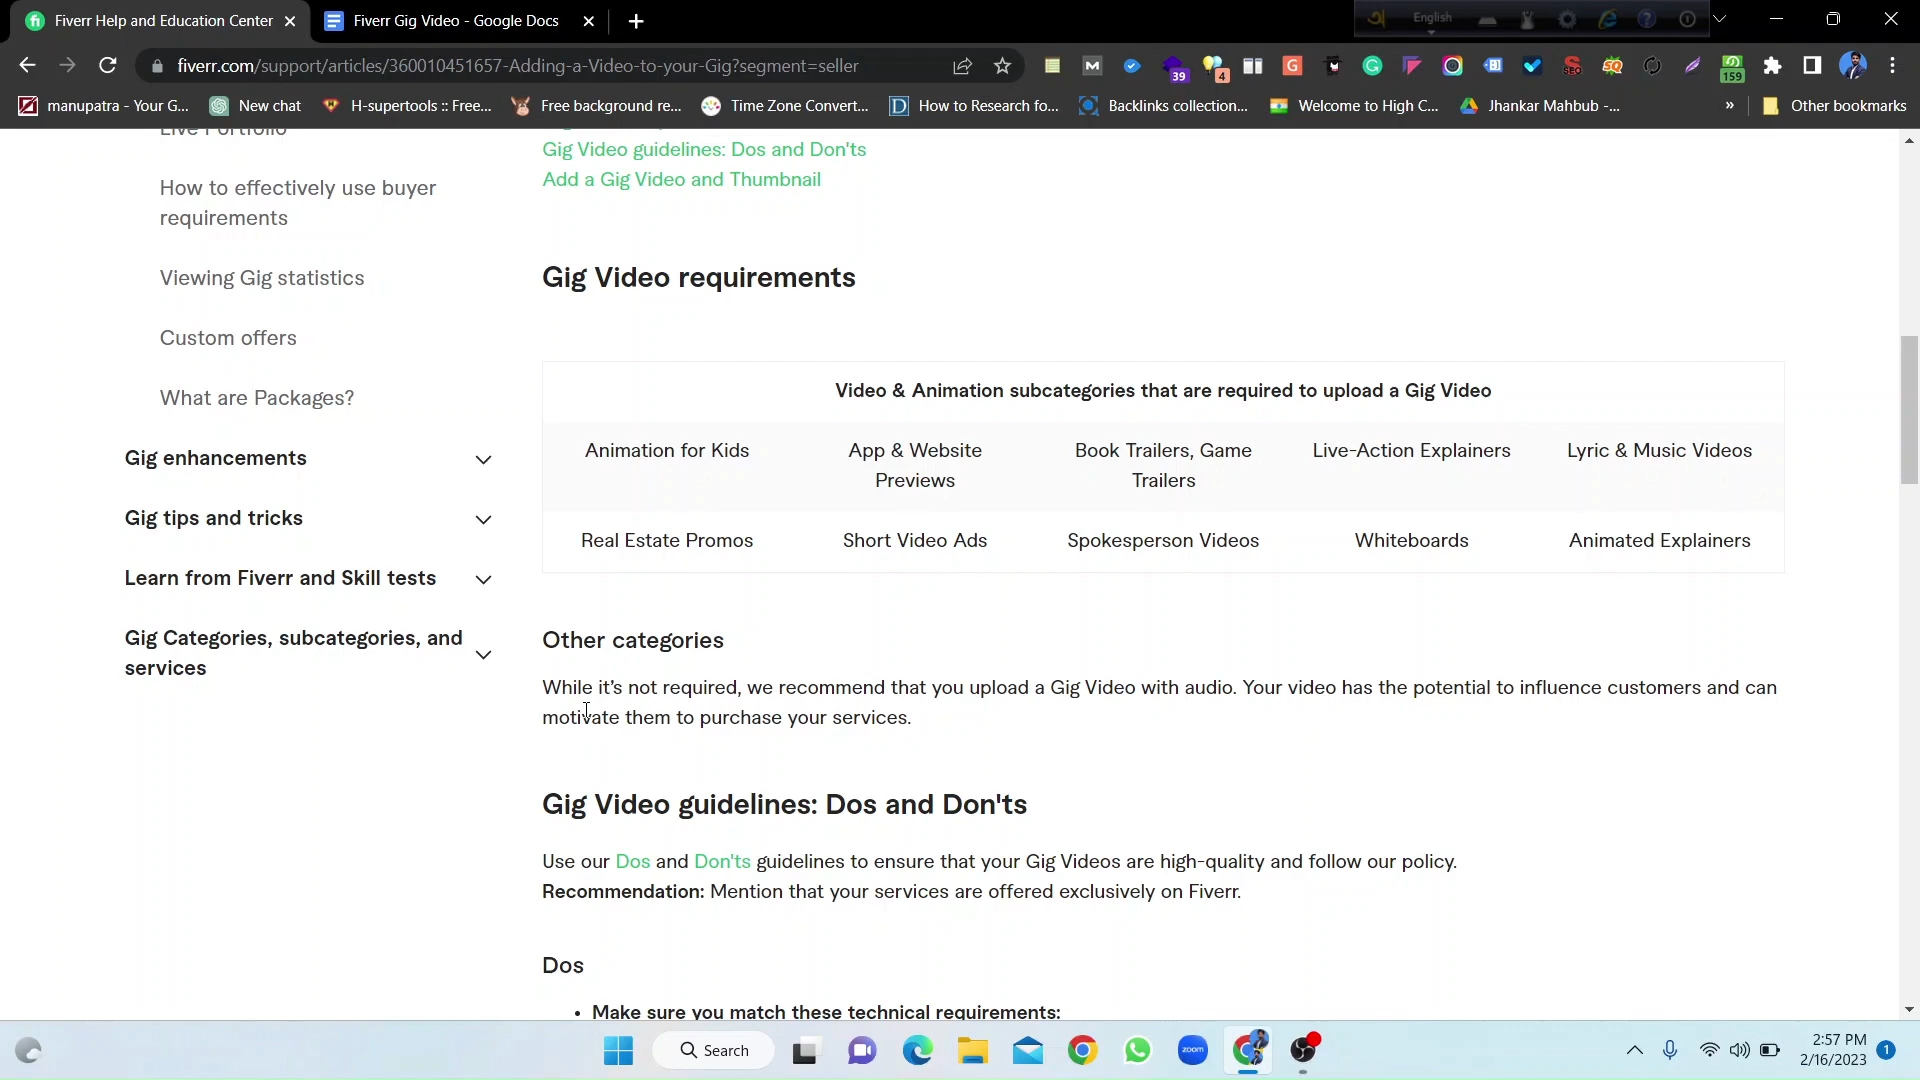 Fiverr Help and Education Center
Fiverr Gig Video - Google Docs
English
fiverr.com/support/articles/360010451657-Adding-a-Video-to-your-Gig?segment=seller
39
4
159
manupatra - Your G...
New chat
H-supertools :: Free...
Free background re...
Time Zone Convert...
How to Research fo...
Backlinks collection...
Welcome to High C...
Jhankar Mahbub -...
»
Other bookmarks
Live Portfolio
How to effectively use buyer
requirements
Viewing Gig statistics
Custom offers
What are Packages?
Gig enhancements
Gig tips and tricks
Learn from Fiverr and Skill tests
Gig Categories, subcategories, and
services
Gig Video guidelines: Dos and Don'ts
Add a Gig Video and Thumbnail
Gig Video requirements
Video & Animation subcategories that are required to upload a Gig Video
Animation for Kids
App & Website
Previews
Book Trailers, Game
Trailers
Live-Action Explainers
Lyric & Music Videos
Real Estate Promos
Short Video Ads
Spokesperson Videos
Whiteboards
Animated Explainers
Other categories
While it’s not required, we recommend that you upload a Gig Video with audio. Your video has the potential to influence customers and can
motivate them to purchase your services.
Gig Video guidelines: Dos and Don'ts
Use our Dos and Don'ts guidelines to ensure that your Gig Videos are high-quality and follow our policy.
Recommendation: Mention that your services are offered exclusively on Fiverr.
Dos
• Make sure you match these technical requirements:
Search
zoom
2:57 PM
2/16/2023
1